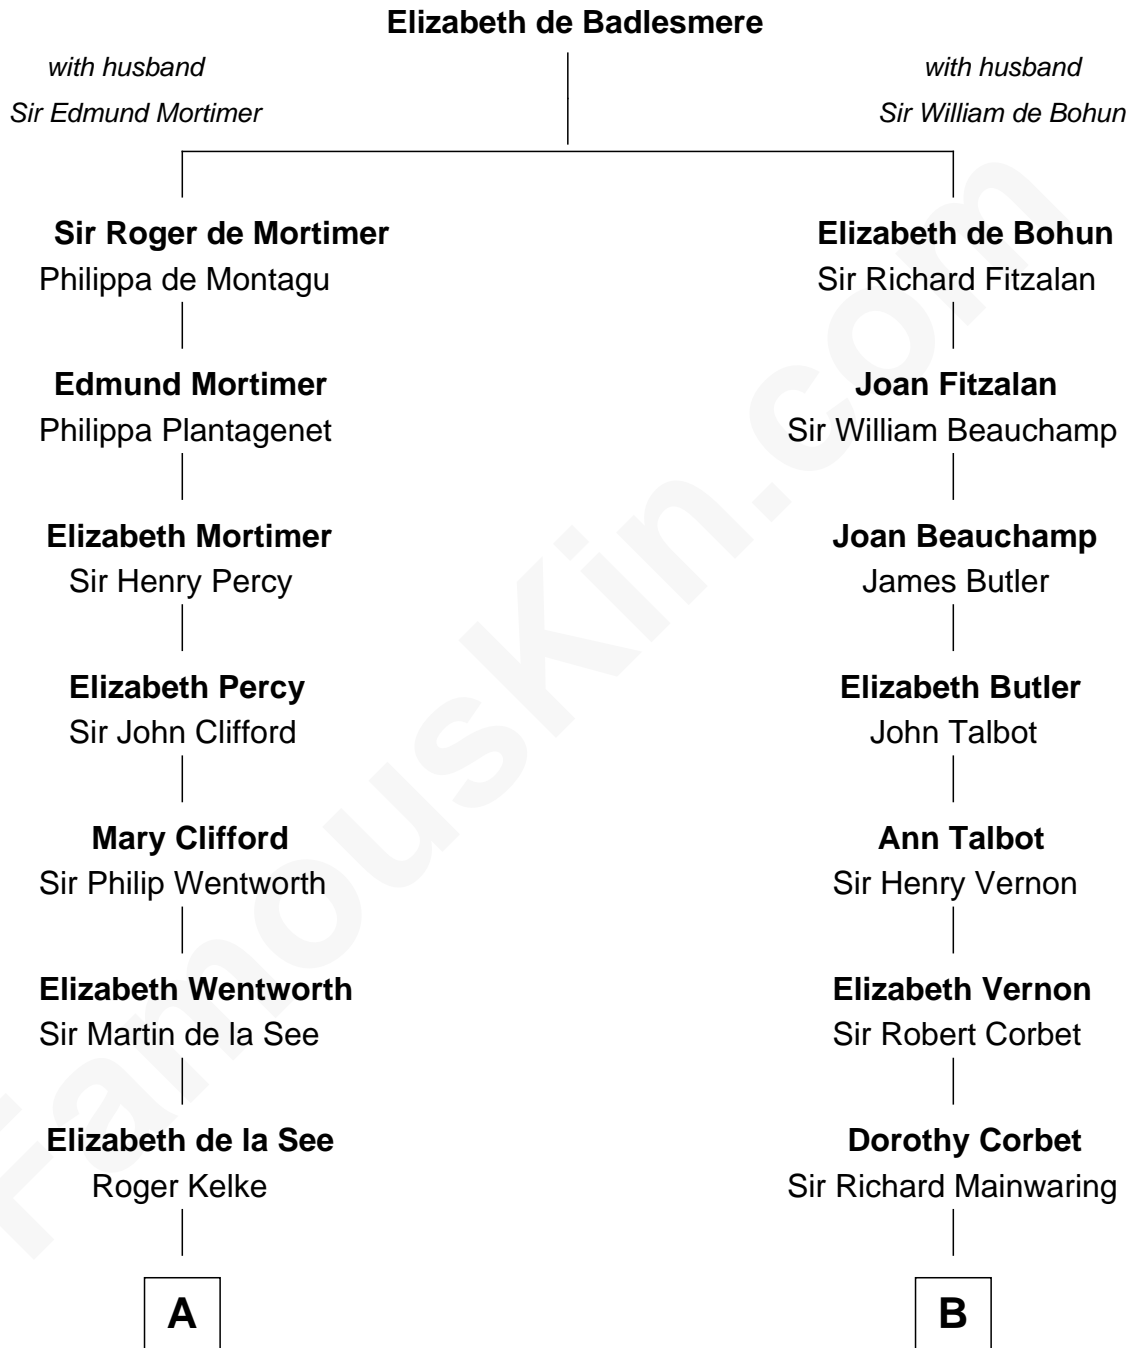 Elizabeth de Badlesmere
with husband
Sir Edmund Mortimer
with husband
Sir William de Bohun
Sir Roger de Mortimer
Philippa de Montagu
Elizabeth de Bohun
Sir Richard Fitzalan
Edmund Mortimer
Philippa Plantagenet
Joan Fitzalan
Sir William Beauchamp
Elizabeth Mortimer
Sir Henry Percy
Joan Beauchamp
James Butler
Elizabeth Percy
Sir John Clifford
Elizabeth Butler
John Talbot
Mary Clifford
Sir Philip Wentworth
Ann Talbot
Sir Henry Vernon
Elizabeth Wentworth
Sir Martin de la See
Elizabeth Vernon
Sir Robert Corbet
Elizabeth de la See
Roger Kelke
Dorothy Corbet
Sir Richard Mainwaring
A
B
FamousKin.com